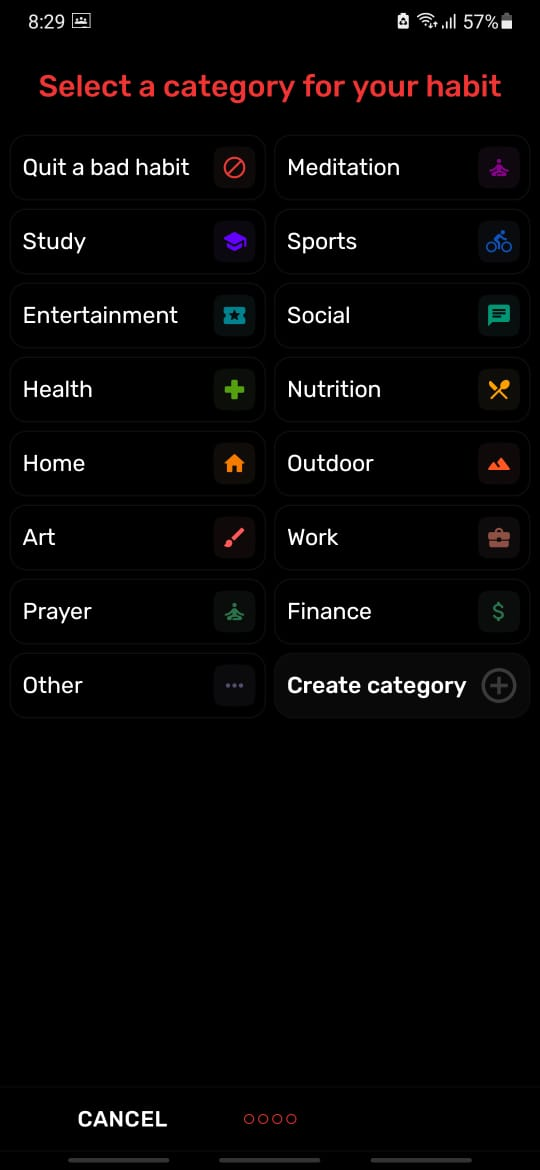 8:29 57%
Select a category for your habit
Quit a bad habit Meditation
Study Sports
Entertainment Social
Health Nutrition
Home Outdoor
Art Work
Prayer Finance
Other Create category
CANCEL